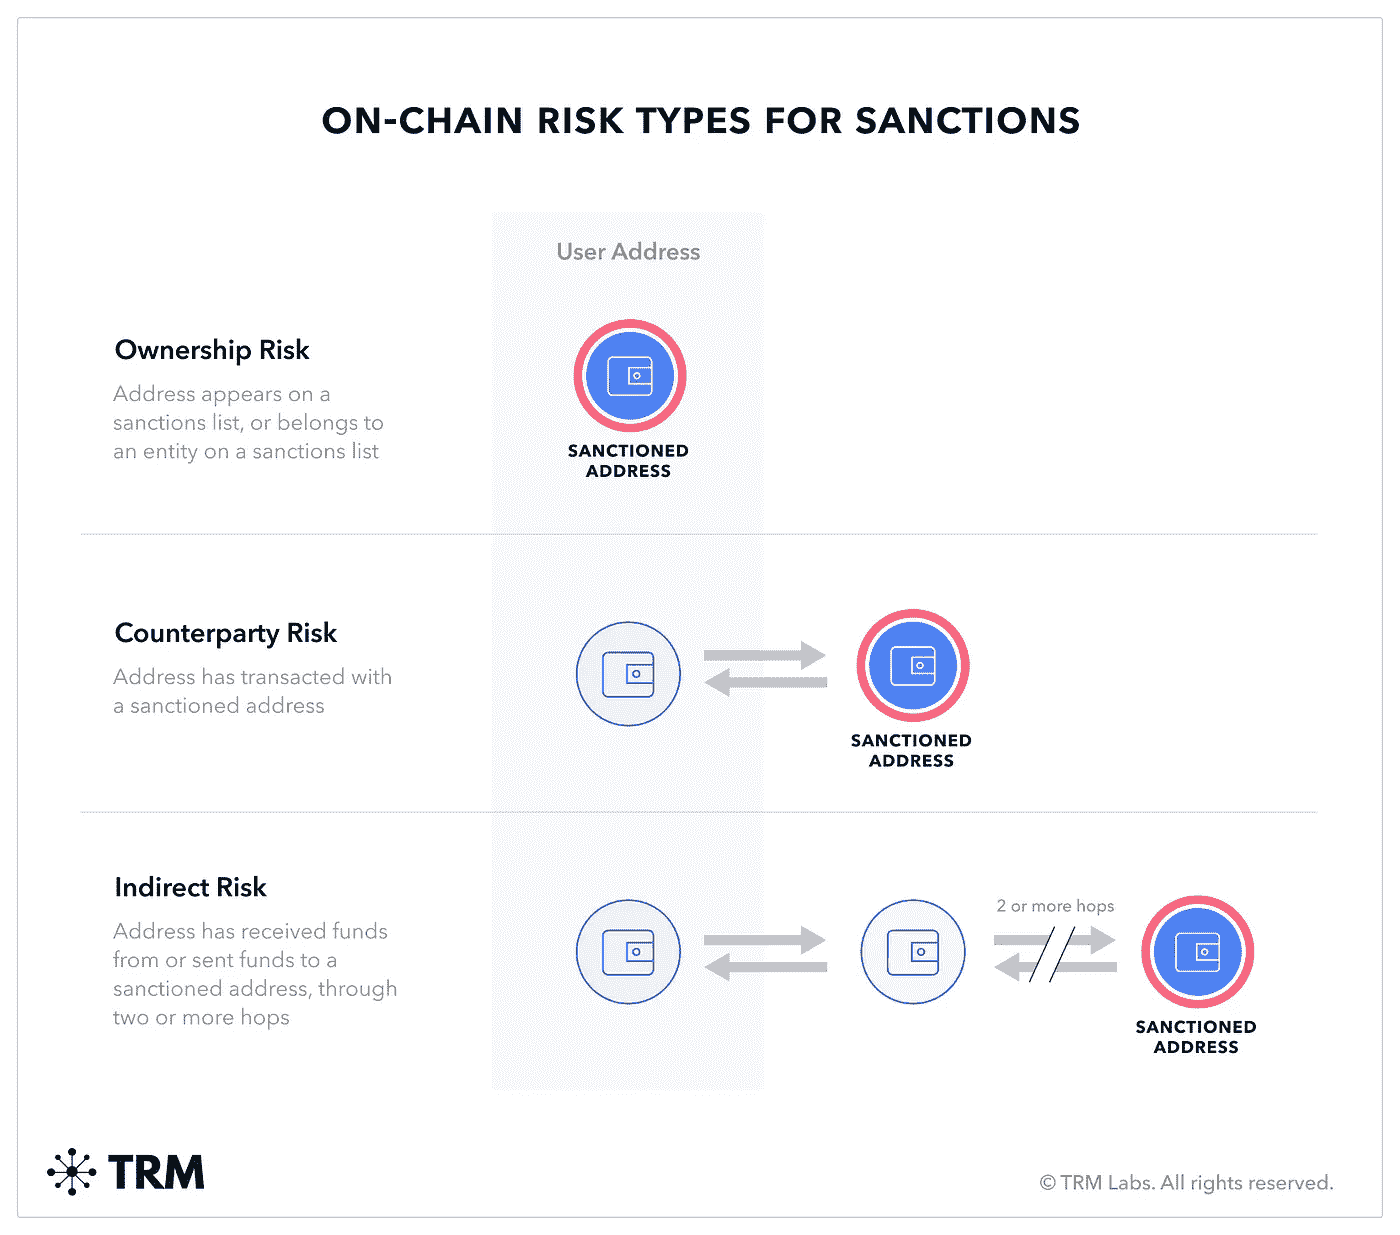 ON-CHAIN RISK TYPES FOR SANCTIONS
User Address
Ownership Risk
Address appears on a
sanctions list, or belongs to
an entity on a sanctions list
SANCTIONED
ADDRESS
Counterparty Risk
Address has transacted with
a sanctioned address
SANCTIONED
ADDRESS
Indirect Risk
Address has received funds
from or sent funds to a
sanctioned address, through
two or more hops
2 or more hops
SANCTIONED
ADDRESS
TRM
© TRM Labs. All rights reserved.